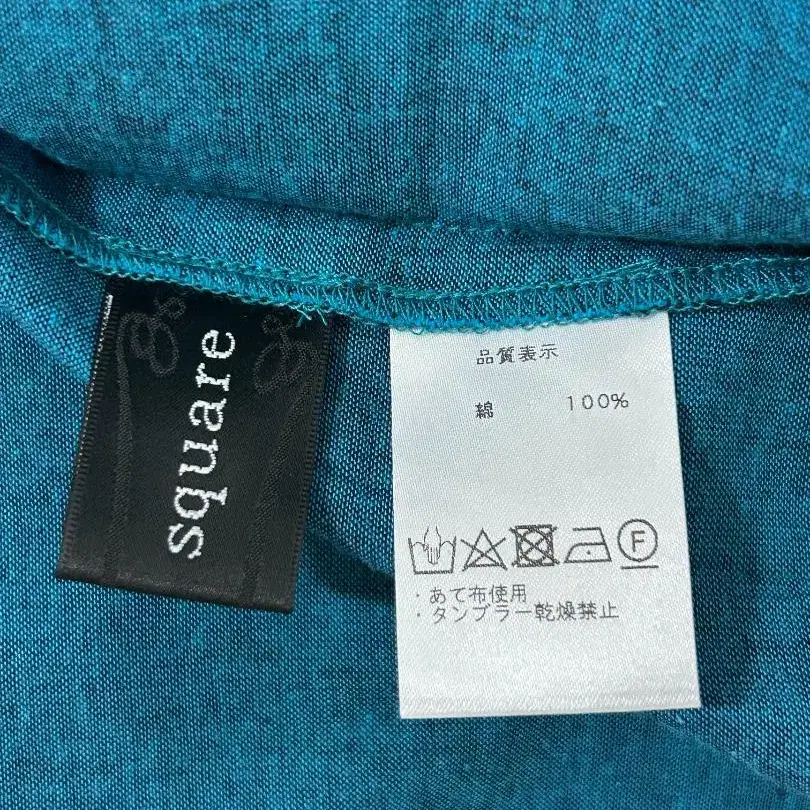 square
品質表示
綿 100%
F
・あて布使用
・タンブラー乾燥禁止